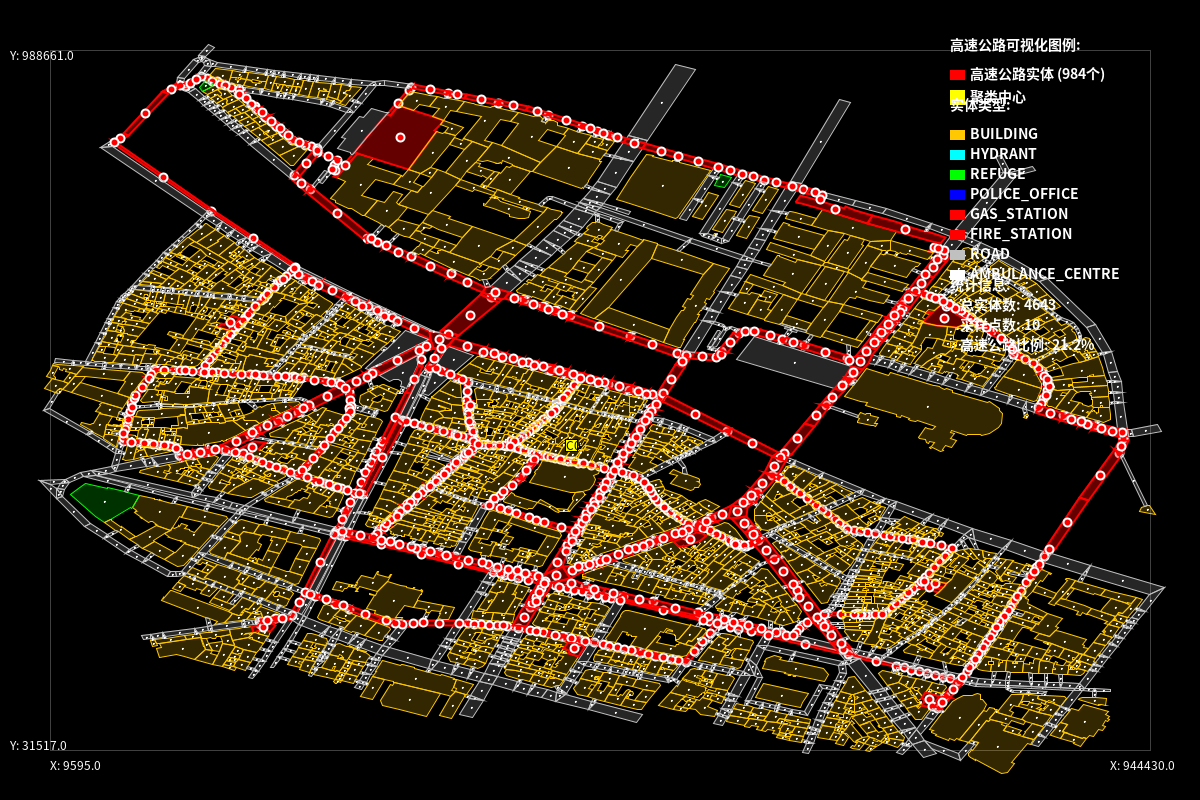 Y: 988661.0
高速公路可视化图例:
高速公路实体 (984个)
聚类中心
实体类型:
BUILDING
HYDRANT
REFUGE
POLICE_OFFICE
GAS_STATION
FIRE_STATION
ROAD
AMBULANCE_CENTRE
统计信息:
总实体数: 4643
采样点数: 10
高速公路比例: 21.2%
Y: 31517.0
X: 9595.0
X: 944430.0